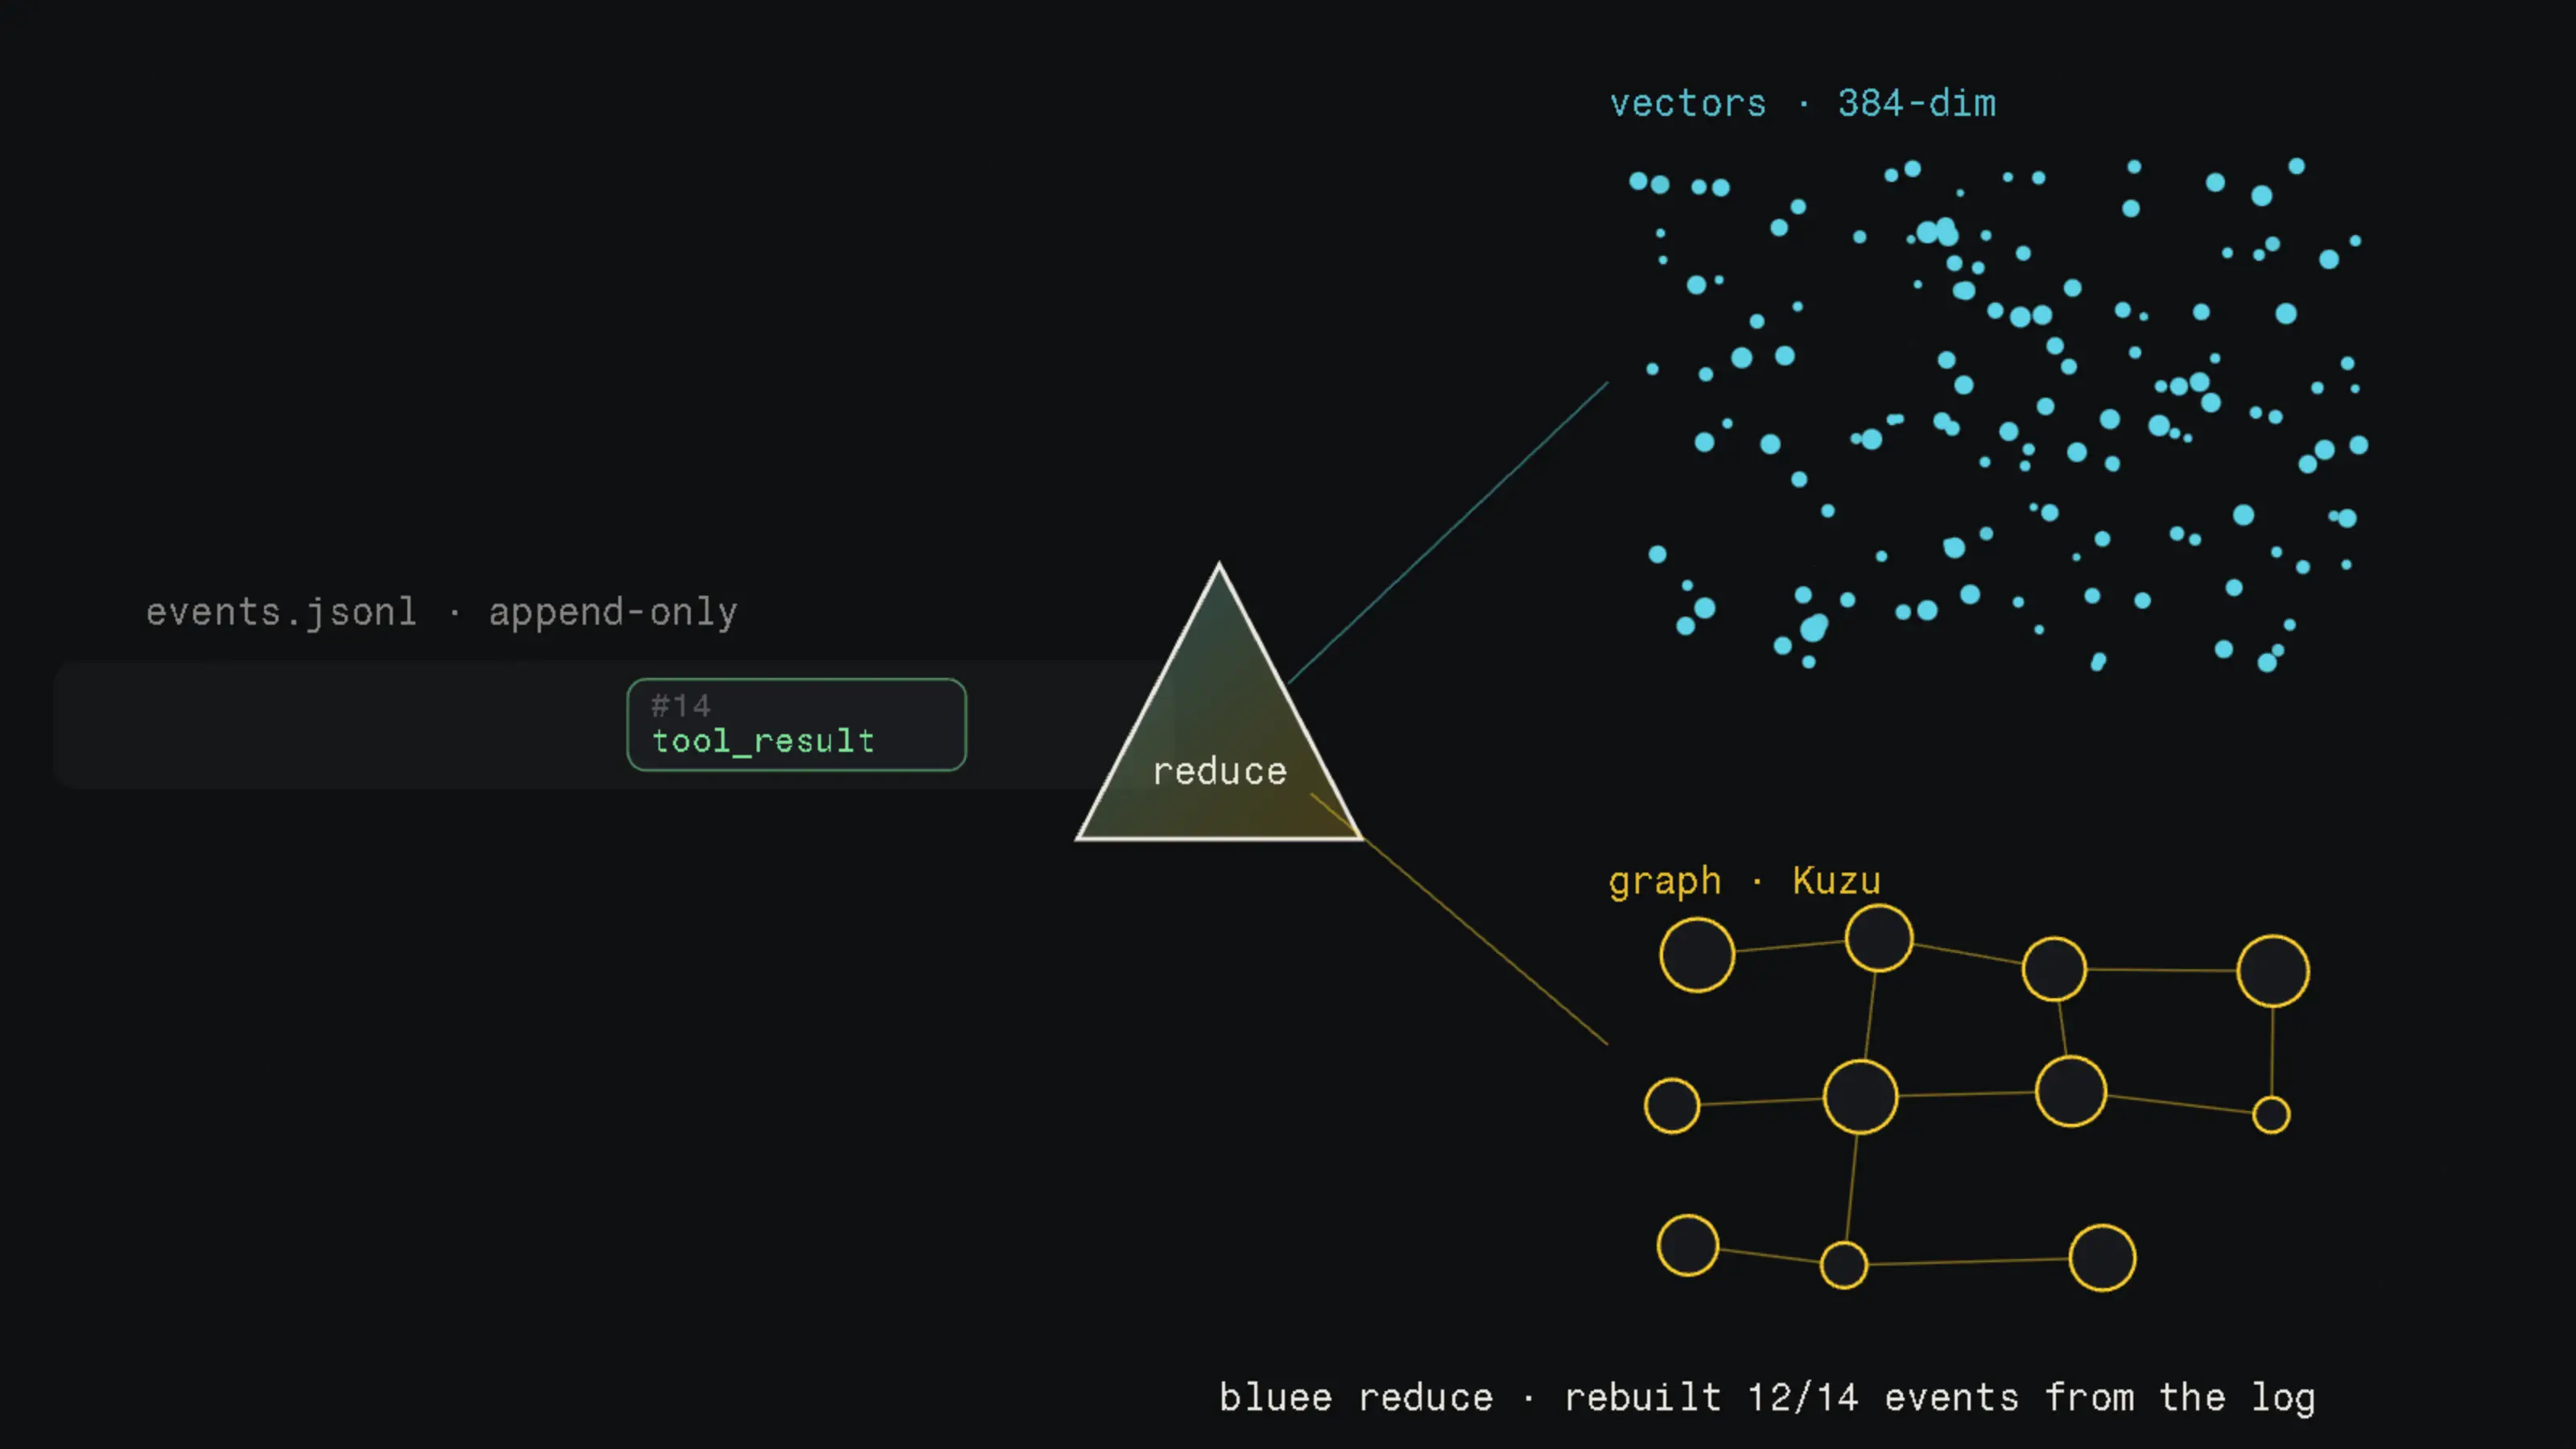 vectors · 384-dim
events.jsonl · append-only
#14
tool_result
reduce
graph · Kuzu
bluee reduce · rebuilt 12/14 events from the log